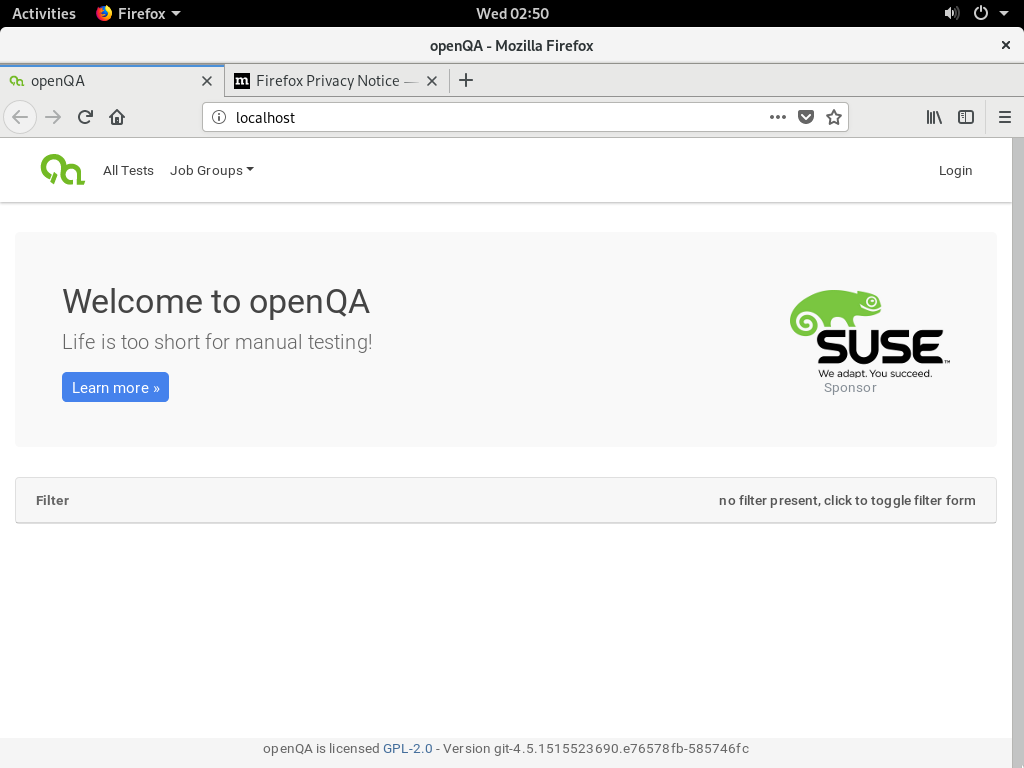 Activities Firefox Wed 02:50
openQA - Mozilla Firefox
openQA Firefox Privacy Notice —
localhost
All Tests Job Groups Login
Welcome to openQA
Life is too short for manual testing!
Learn more »
SUSE™
We adapt. You succeed.
Sponsor
Filter no filter present, click to toggle filter form
openQA is licensed GPL-2.0 - Version git-4.5.1515523690.e76578fb-585746fc